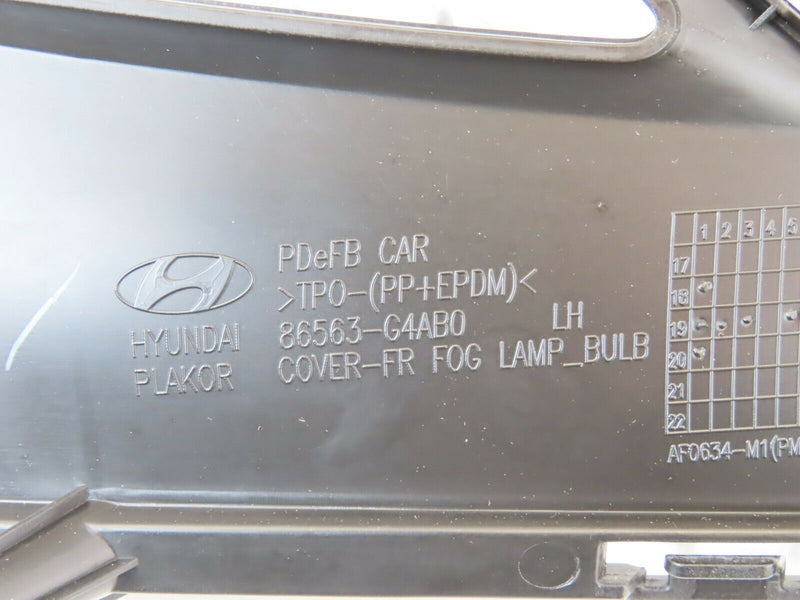 PDeFB CAR
>TPO-(PP+EPDM)<
86563-G4AB0 LH
COVER-FR FOG LAMP_BULB
HYUNDAI
PLAKOR
1 2 3 4 5
17
18
19
20
21
22
AF0634-M1(PM